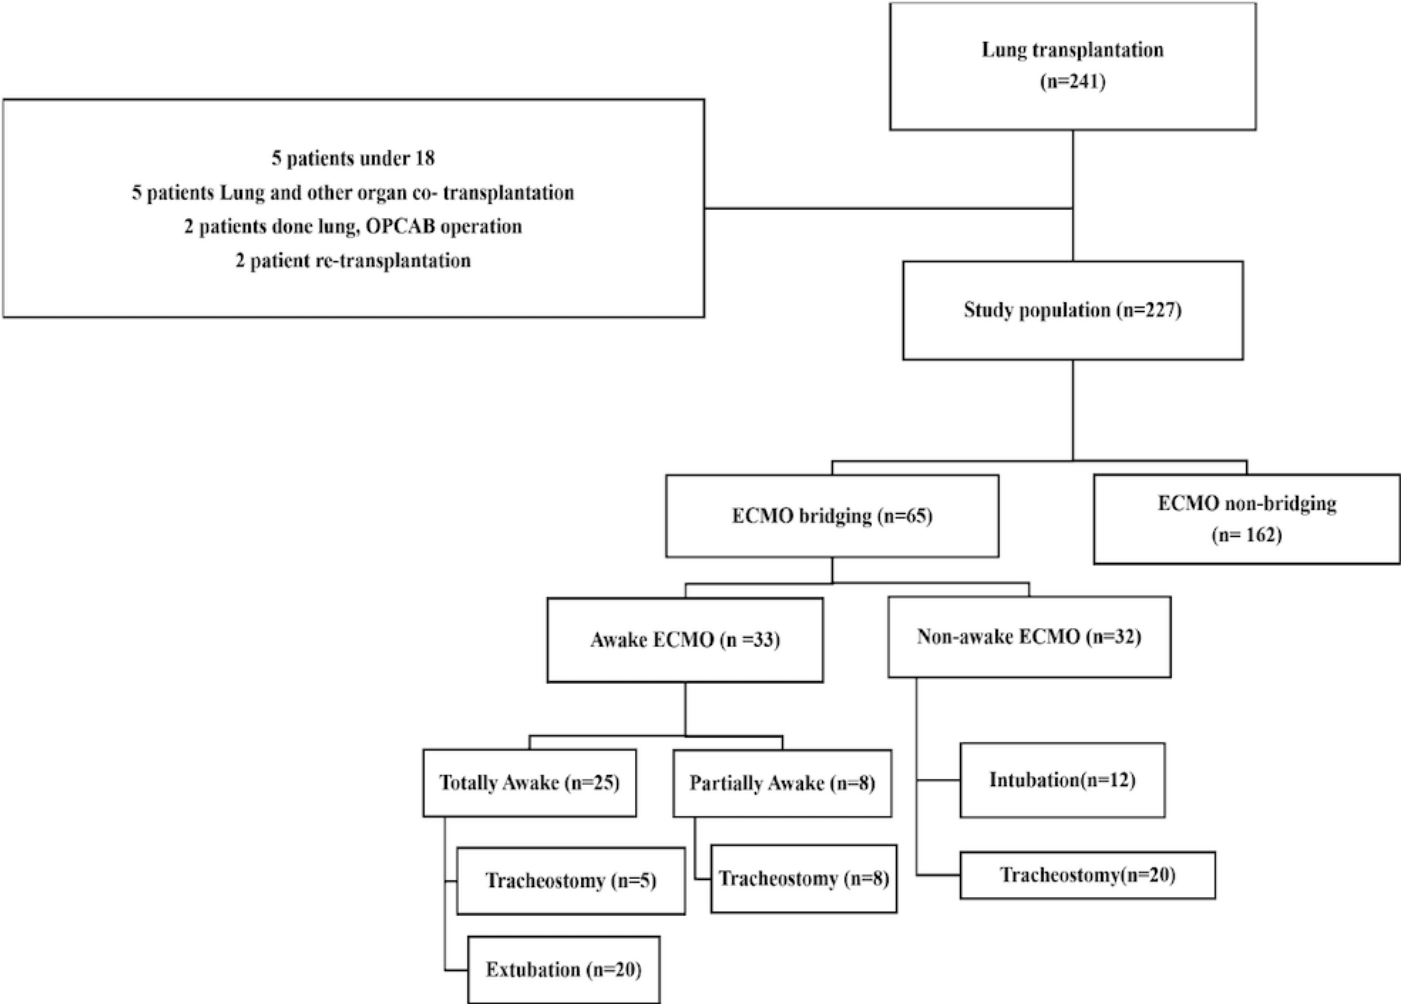 Lung transplantation
(n=241)
5 patients under 18
5 patients Lung and other organ co- transplantation
2 patients done lung, OPCAB operation
2 patient re-transplantation
Study population (n=227)
ECMO bridging (n=65)
ECMO non-bridging
(n= 162)
Awake ECMO (n =33)
Non-awake ECMO (n=32)
Totally Awake (n=25)
Partially Awake (n=8)
Intubation(n=12)
Tracheostomy (n=5)
Tracheostomy (n=8)
Tracheostomy(n=20)
Extubation (n=20)